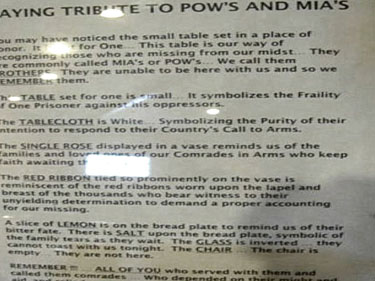 AYING TRIBUTE TO POW'S AND MIA'S
ou may have noticed the small table set in a place of
onor. It for One... This table is our way of
ecognizing those who are missing from our midst... They
re commonly called MIA's or POW's... We call them
ROTHERS. They are unable to be here with us and so we
EMEMBER them.
TABLE set for one is small... It symbolizes the Frailty
f One Prisoner against his oppressors.
he TABLECLOTH is White... Symbolizing the Purity of their
ntention to respond to their Country's Call to Arms.
he SINGLE ROSE displayed in a vase reminds us of the
amilies and loved ones of our Comrades in Arms who keep
aith awaiting
The RED RIBBON tied so prominently on the vase is
reminiscent of the red ribbons worn upon the lapel and
breast of the thousands who bear witness to their
unyielding determination to demand a proper accounting
for our missing.
A slice of LEMON is on the bread plate to remind us of their
bitter fate. There is SALT upon the bread plate, symbolic of
the family tears as they wait. The GLASS is inverted ... they
cannot toast with us tonight. The CHAIR ... The chair is
empty... They are not here.
REMEMBER !!! ... ALL OF YOU who served with them and
called them comrades ... Who depended on their might and